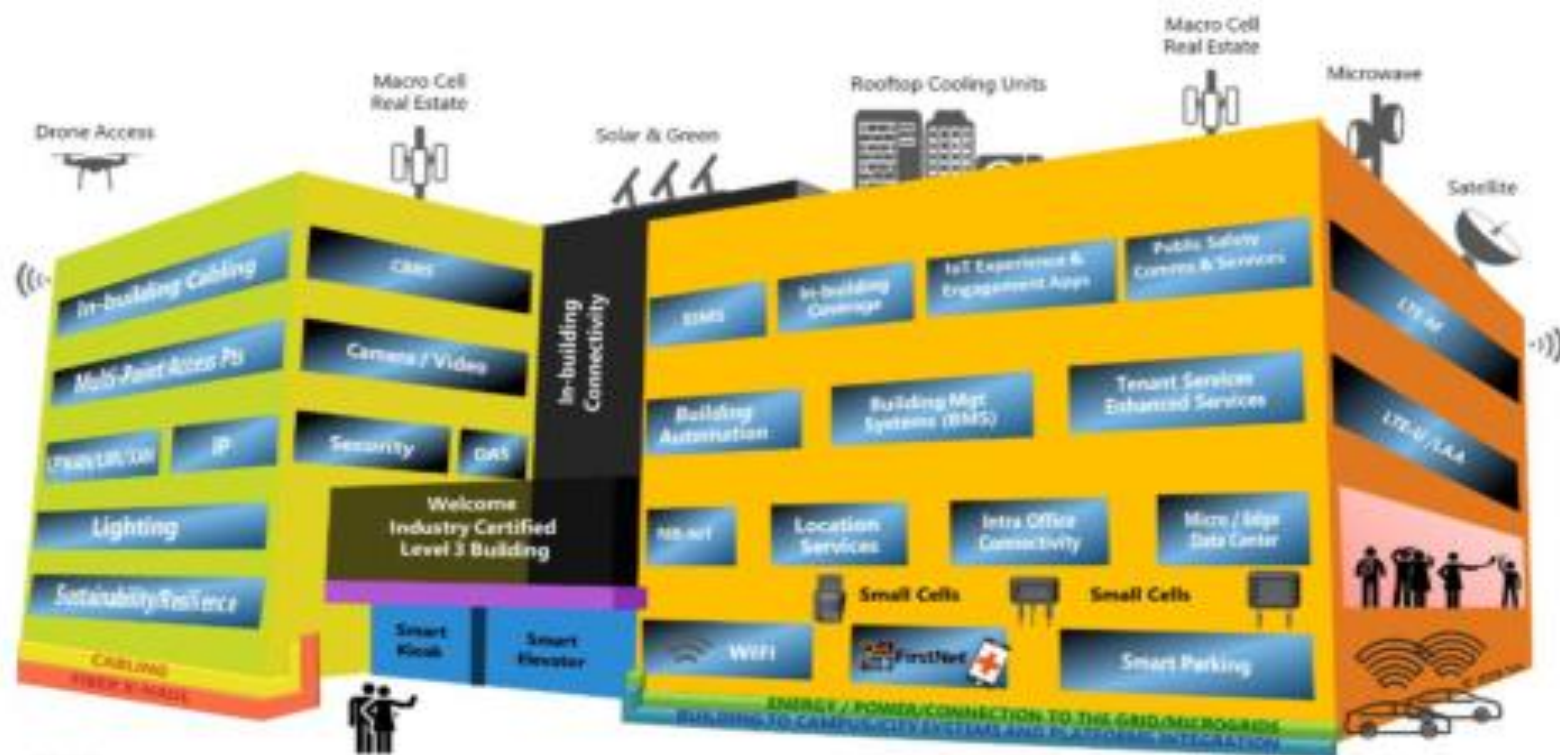 Drone Access
Macro Cell
Real Estate
Solar & Green
Rooftop Cooling Units
Macro Cell
Real Estate
Microwave
Satellite
In-building Cabling
Multi-Point Access Pts
IP
Lighting
Sustainability/Resilience
CABLING
CBRS
Camera / Video
Security
DAS
Welcome
Industry Certified
Level 3 Building
Smart
Kiosk
Smart
Elevator
In-building
Connectivity
In-building
Coverage
IoT Experience &
Engagement Apps
Public Safety
Comms & Services
Building
Automation
Building Mgt
Systems (BMS)
Tenant Services
Enhanced Services
Location
Services
Intra Office
Connectivity
Micro / Edge
Data Center
Small Cells
Small Cells
WiFi
FirstNet
Smart Parking
ENERGY / POWER/CONNECTION TO THE GRID/MICROGRIDS
BUILDING TO CAMPUS/CITY SYSTEMS AND PLATFORMS INTEGRATION
LTE-M
LTE-U /LAA